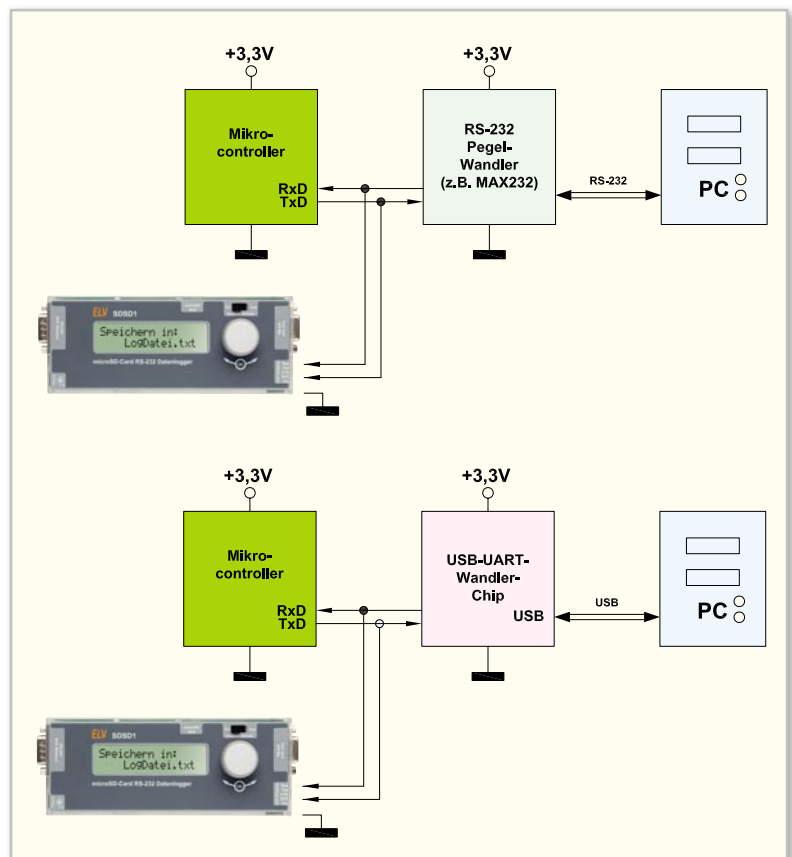 +3,3V
+3,3V
Mikro-
controller
RxD
TxD
RS-232
Pegel-
Wandler
(z.B. MAX232)
RS-232
PC
ELV SDSD1
Speichern in:
LogDatei.txt
microSD-Card RS-232 Datenlogger
+3,3V
+3,3V
Mikro-
controller
RxD
TxD
USB-UART-
Wandler-
Chip
USB
USB
PC
ELV SDSD1
Speichern in:
LogDatei.txt
microSD-Card RS-232 Datenlogger